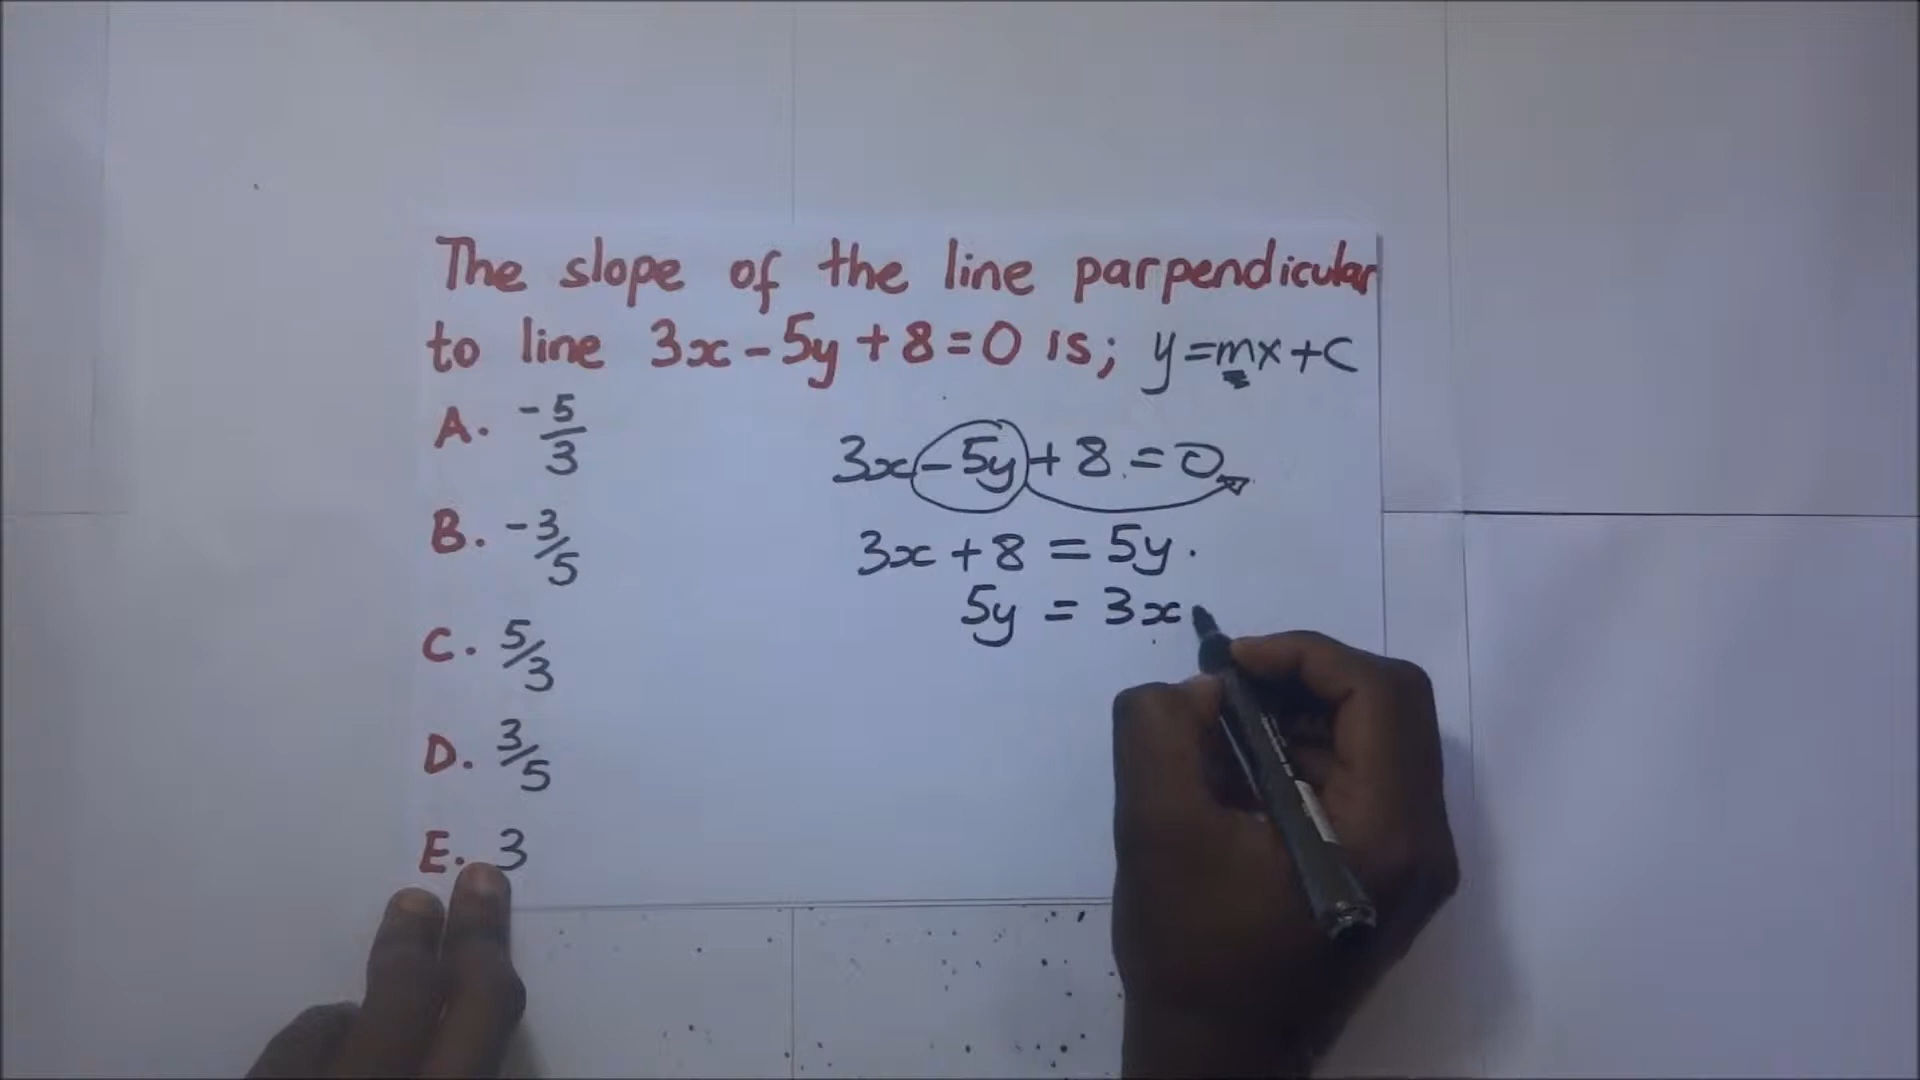 The slope of the line parpendicular
to line 3x - 5y + 8 = 0 is; y = mx + c
A. -5/3
B. -3/5
C. 5/3
D. 3/5
E. 3
3x - 5y + 8 = 0
3x + 8 = 5y.
5y = 3x